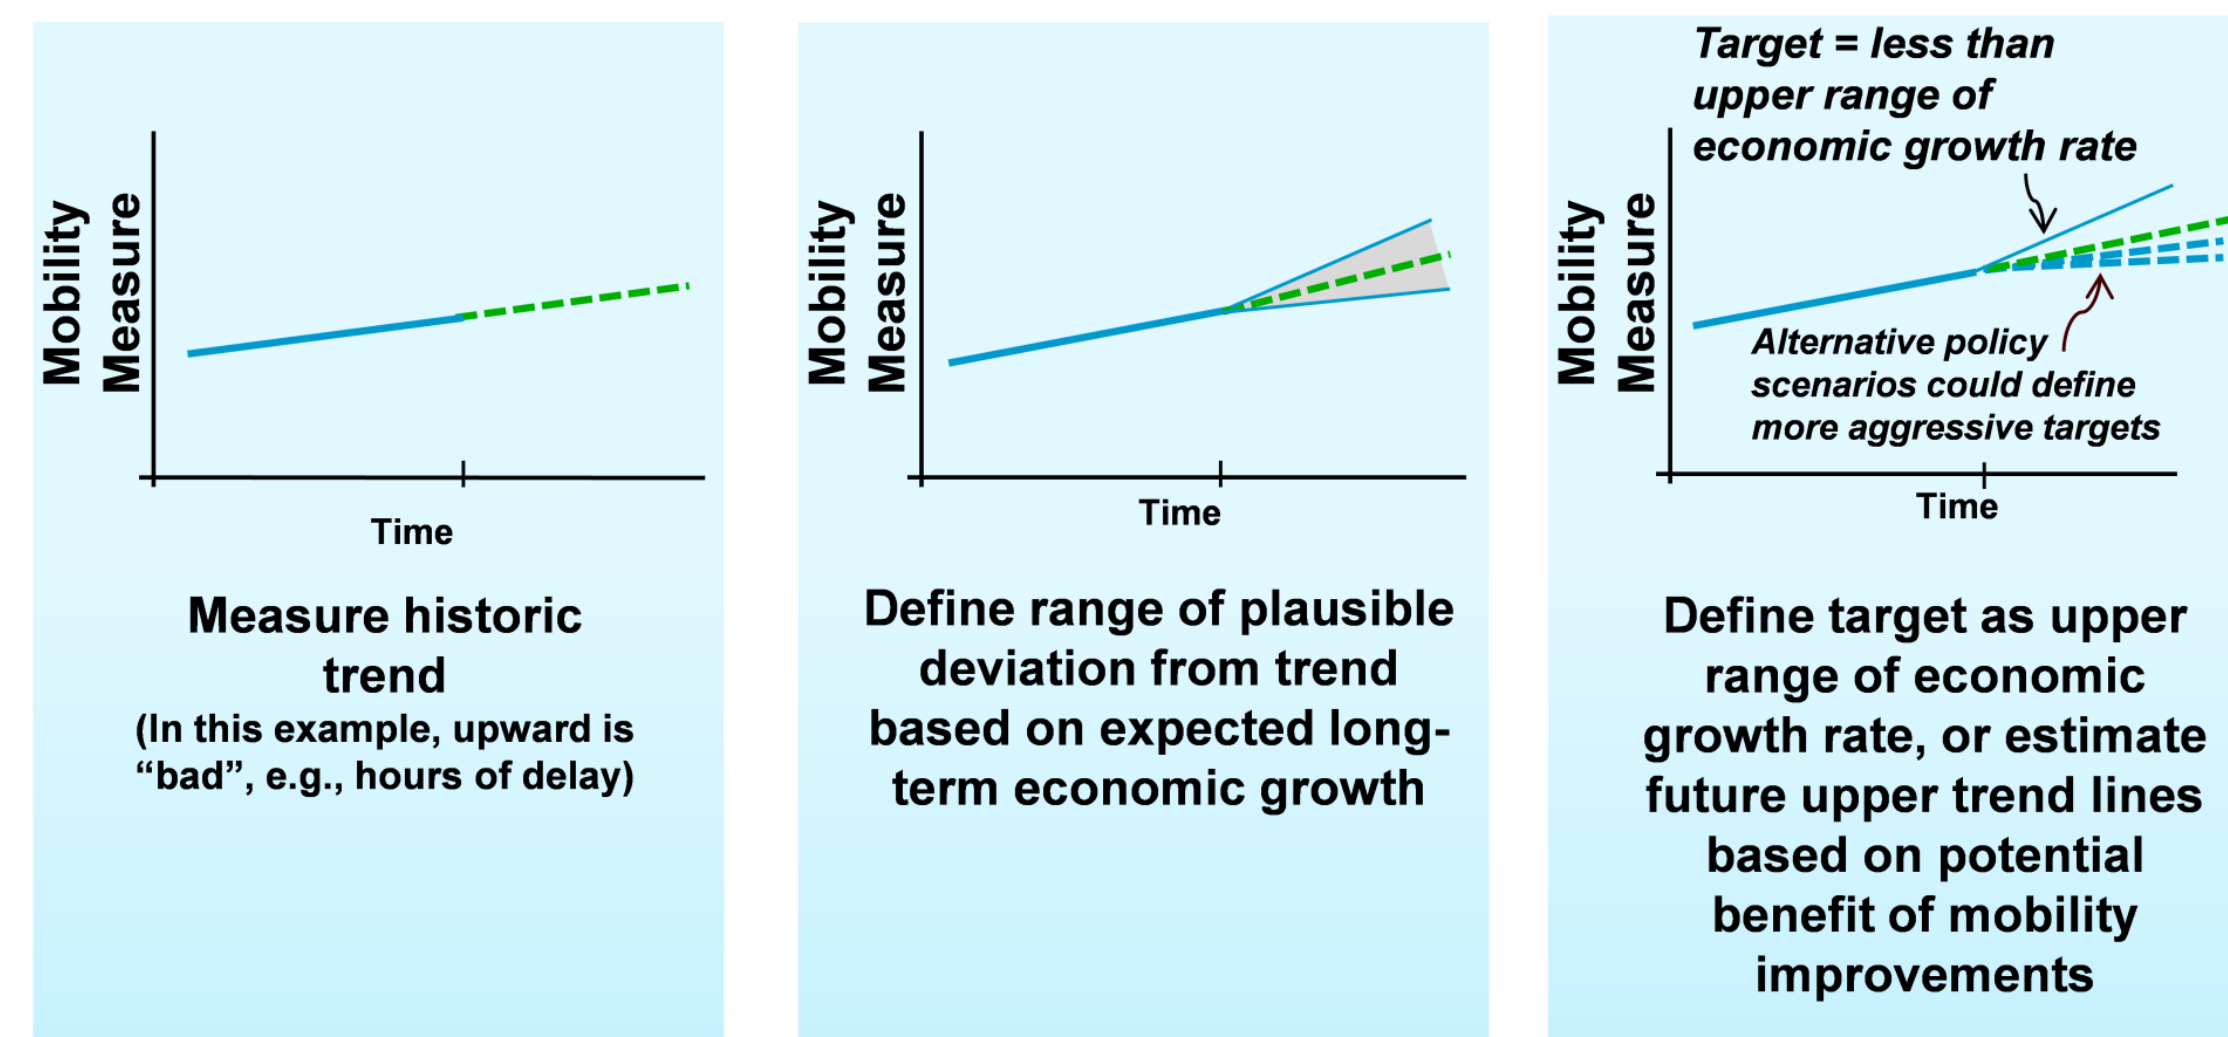 Mobility
Measure
Time
Measure historic
trend
(In this example, upward is
“bad”, e.g., hours of delay)
Mobility
Measure
Time
Define range of plausible
deviation from trend
based on expected long-
term economic growth
Target = less than
upper range of
economic growth rate
Mobility
Measure
Alternative policy
scenarios could define
more aggressive targets
Time
Define target as upper
range of economic
growth rate, or estimate
future upper trend lines
based on potential
benefit of mobility
improvements